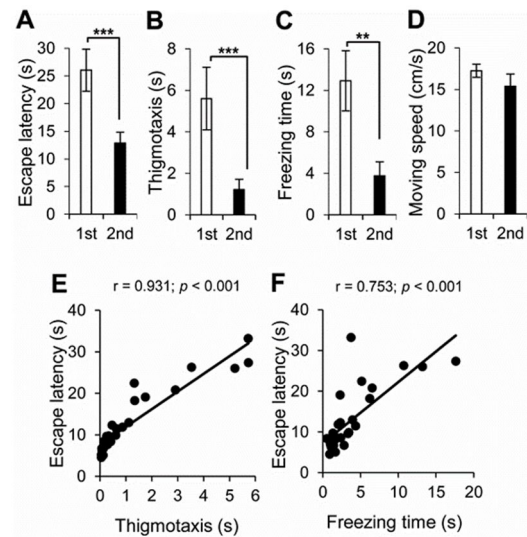 A
Escape latency (s)
30
25
20
15
10
5
0
***
1st 2nd
B
Thigmotaxis (s)
8
6
4
2
0
***
1st 2nd
C
Freezing time (s)
16
12
8
4
0
**
1st 2nd
D
Moving speed (cm/s)
20
15
10
5
0
1st 2nd
E
r = 0.931; p < 0.001
Escape latency (s)
40
30
20
10
0
0 1 2 3 4 5 6
Thigmotaxis (s)
F
r = 0.753; p < 0.001
Escape latency (s)
40
30
20
10
0
0 5 10 15 20
Freezing time (s)